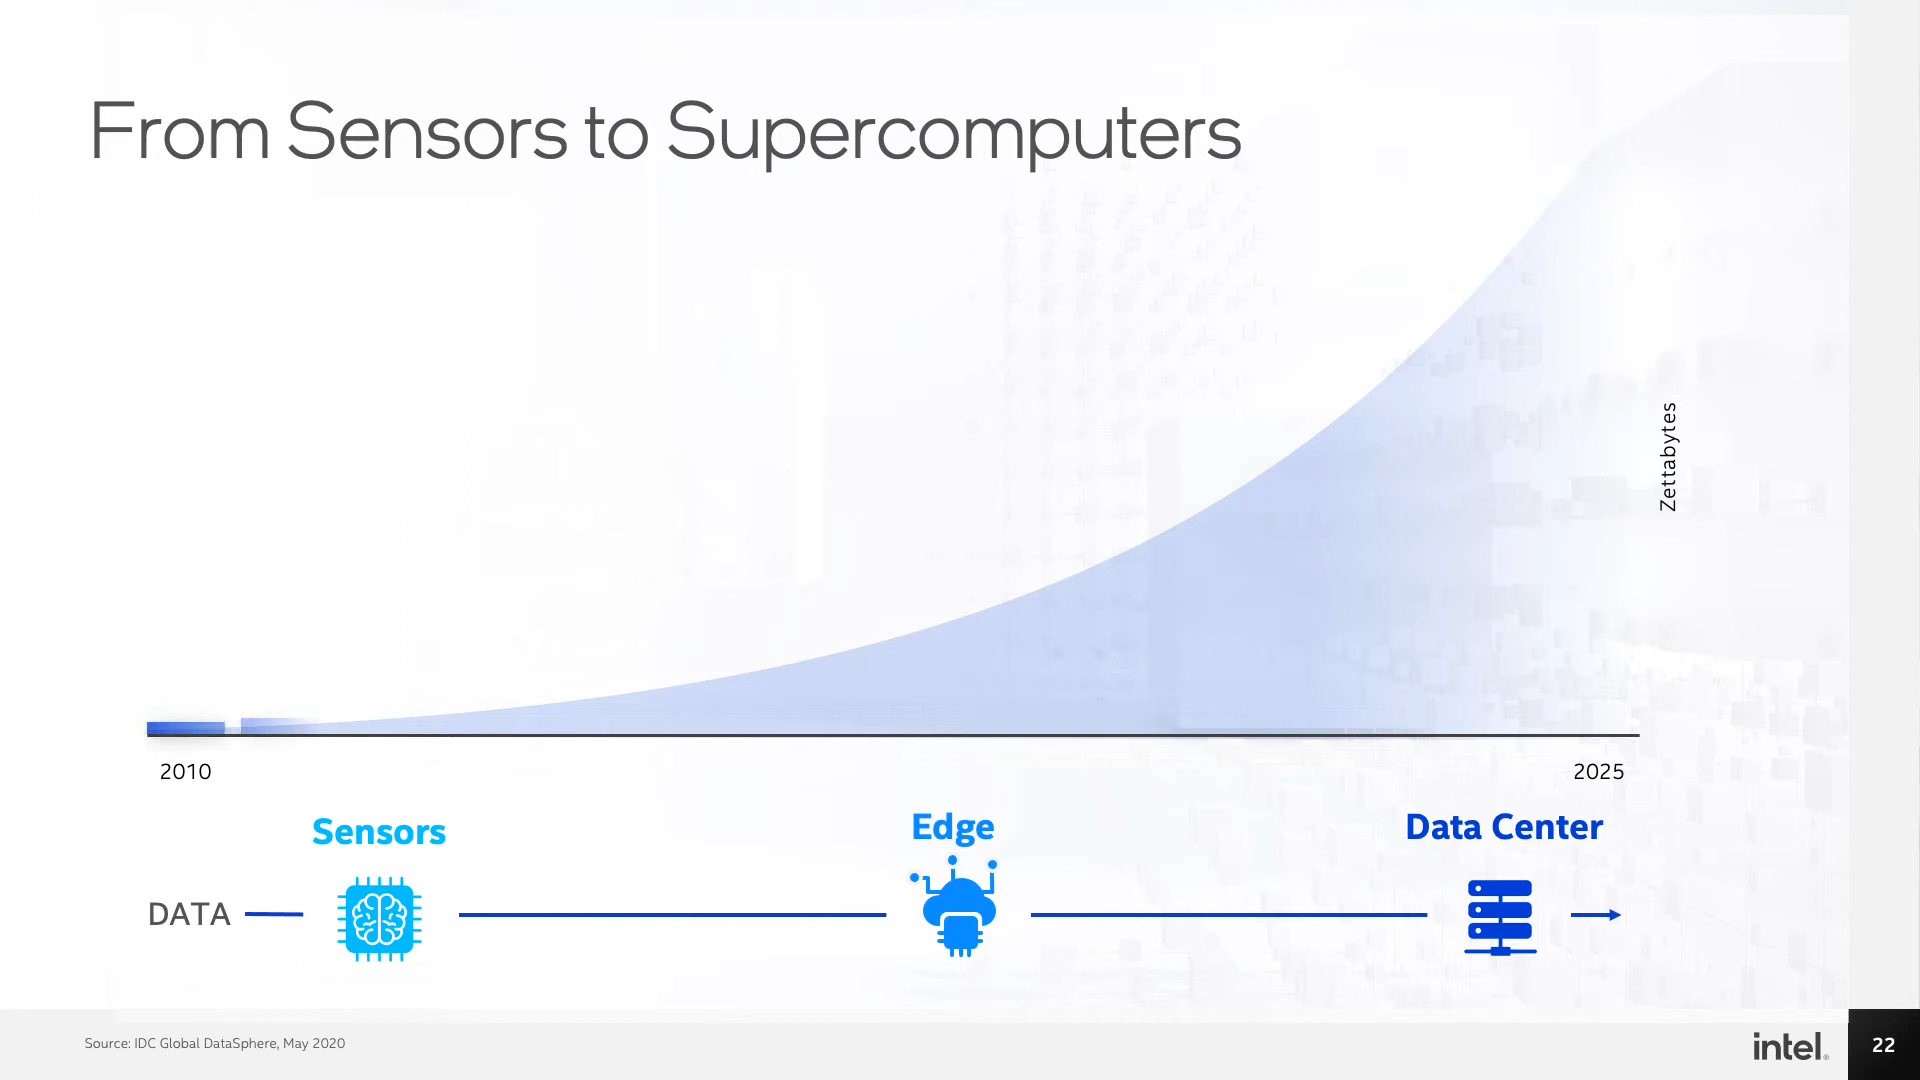 From Sensors to Supercomputers
Zettabytes
2010
2025
Sensors
Edge
Data Center
DATA
Source: IDC Global DataSphere, May 2020
intel®
22